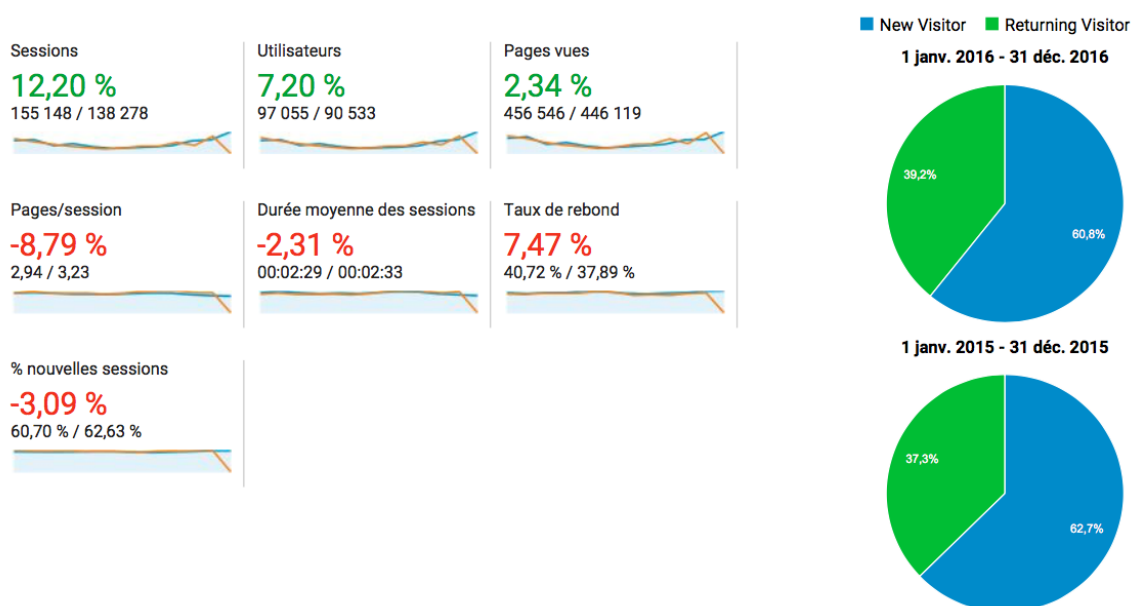 Sessions
12,20 %
155 148 / 138 278
Utilisateurs
7,20 %
97 055 / 90 533
Pages vues
2,34 %
456 546 / 446 119
Pages/session
-8,79 %
2,94 / 3,23
Durée moyenne des sessions
-2,31 %
00:02:29 / 00:02:33
Taux de rebond
7,47 %
40,72 % / 37,89 %
% nouvelles sessions
-3,09 %
60,70 % / 62,63 %
New Visitor
Returning Visitor
1 janv. 2016 - 31 déc. 2016
39,2%
60,8%
1 janv. 2015 - 31 déc. 2015
37,3%
62,7%